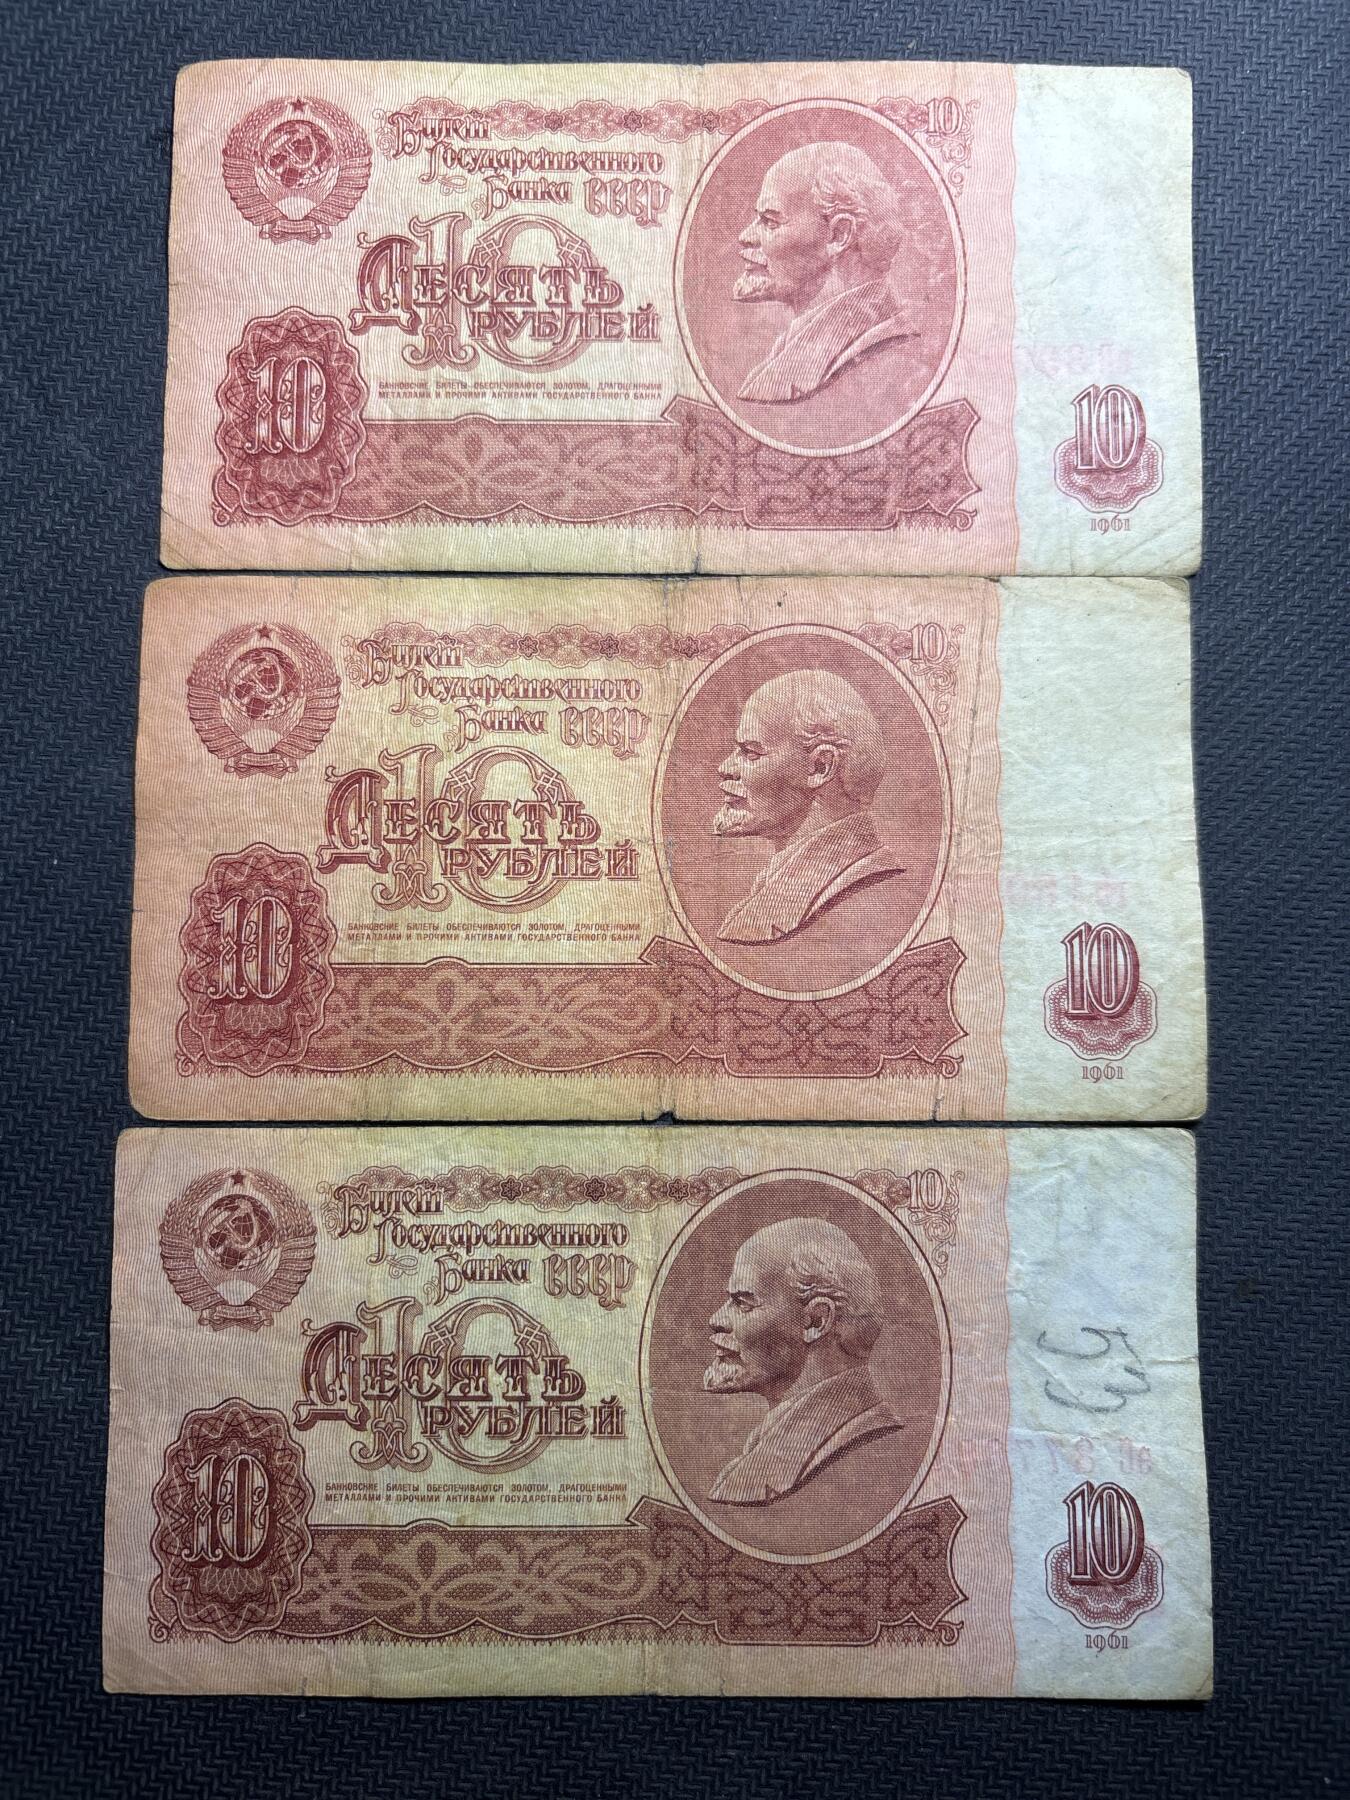 10
Билет
Государственного
Банка СССР
10
Десять
рублей
БАНКОВСКИЕ БИЛЕТЫ ОБЕСПЕЧИВАЮТСЯ ЗОЛОТОМ, ДРАГОЦЕННЫМИ
МЕТАЛЛАМИ И ПРОЧИМИ АКТИВАМИ ГОСУДАРСТВЕННОГО БАНКА
10
10
1961
10
Билет
Государственного
Банка СССР
10
Десять
рублей
БАНКОВСКИЕ БИЛЕТЫ ОБЕСПЕЧИВАЮТСЯ ЗОЛОТОМ, ДРАГОЦЕННЫМИ
МЕТАЛЛАМИ И ПРОЧИМИ АКТИВАМИ ГОСУДАРСТВЕННОГО БАНКА
10
10
1961
10
Билет
Государственного
Банка СССР
10
Десять
рублей
БАНКОВСКИЕ БИЛЕТЫ ОБЕСПЕЧИВАЮТСЯ ЗОЛОТОМ, ДРАГОЦЕННЫМИ
МЕТАЛЛАМИ И ПРОЧИМИ АКТИВАМИ ГОСУДАРСТВЕННОГО БАНКА
10
10
1961